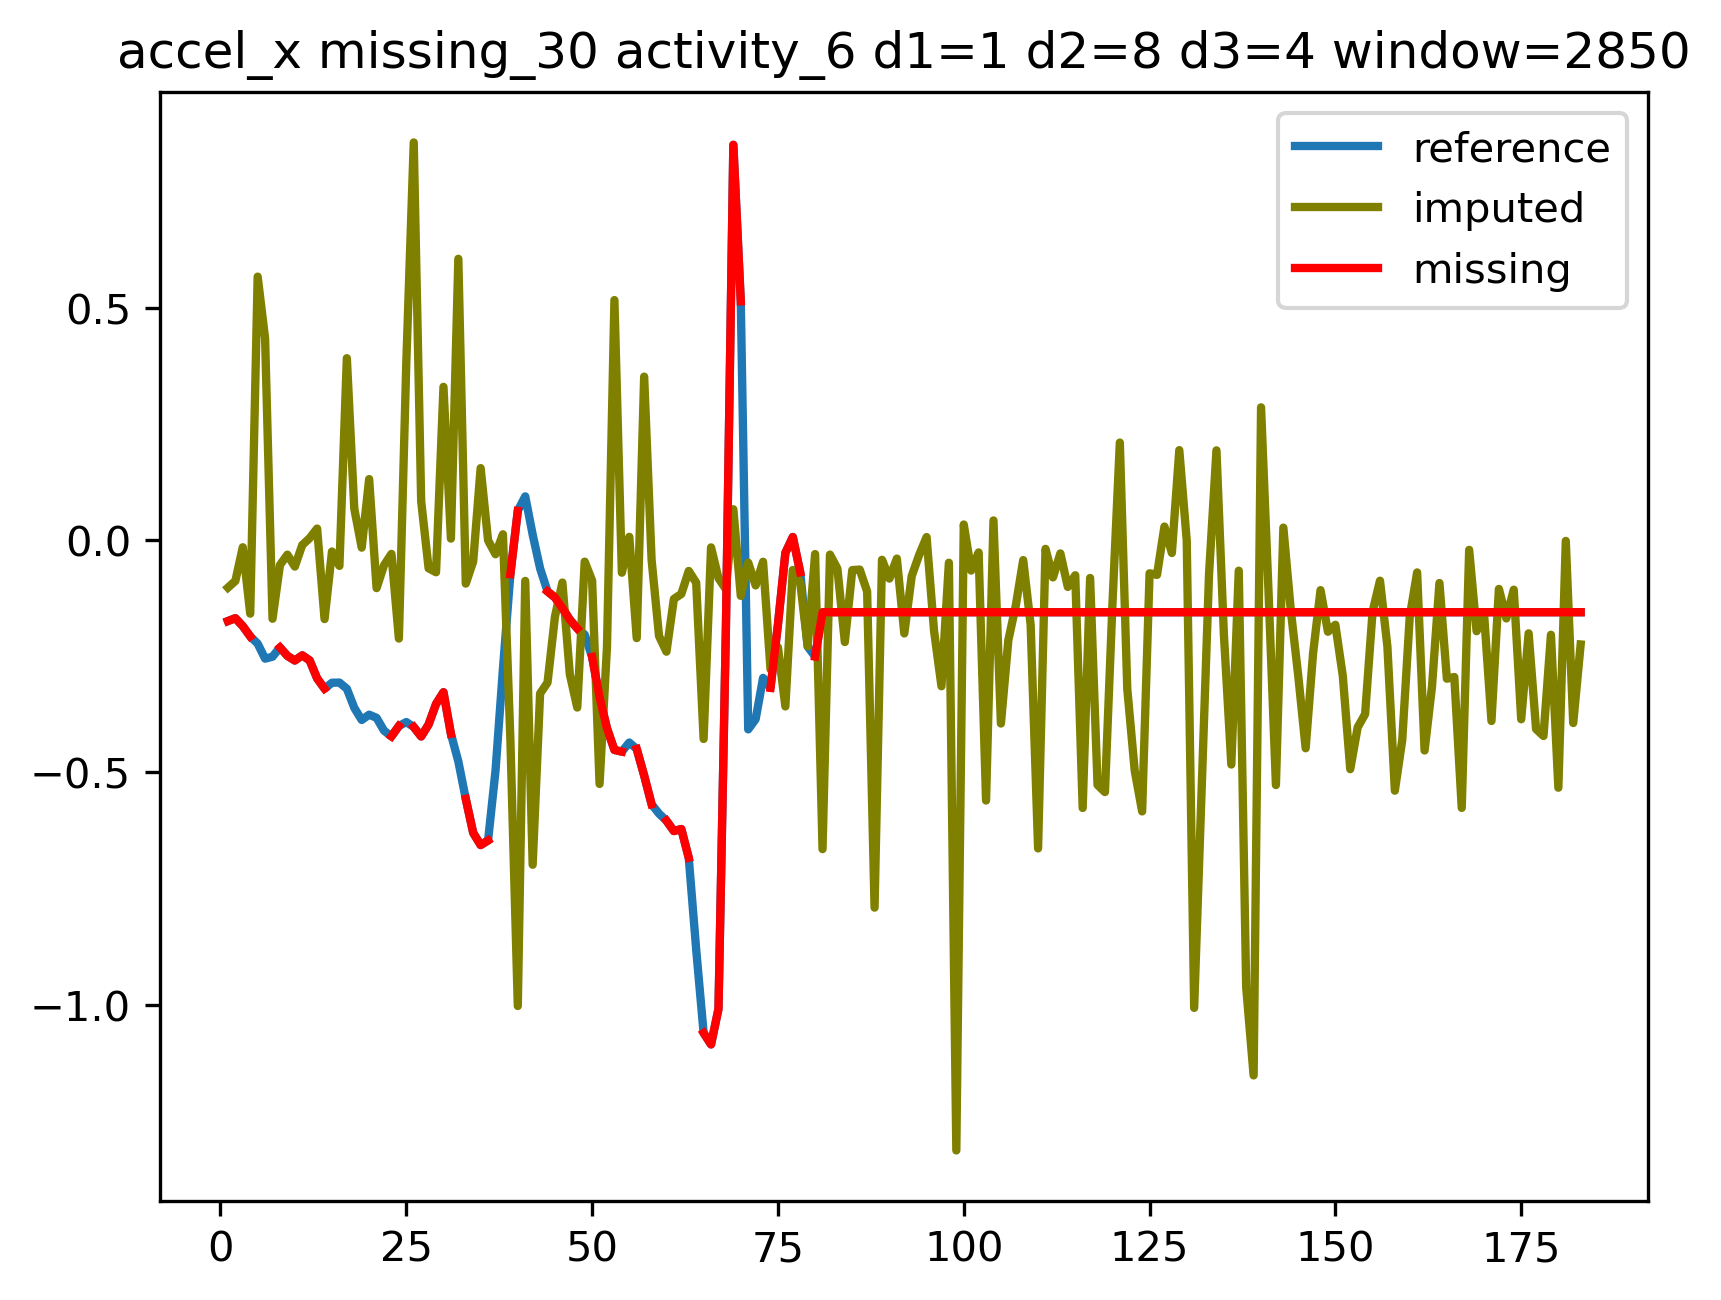 accel_x missing_30 activity_6 d1=1 d2=8 d3=4 window=2850
reference
imputed
missing
0.5
0.0
−0.5
−1.0
0 25 50 75 100 125 150 175